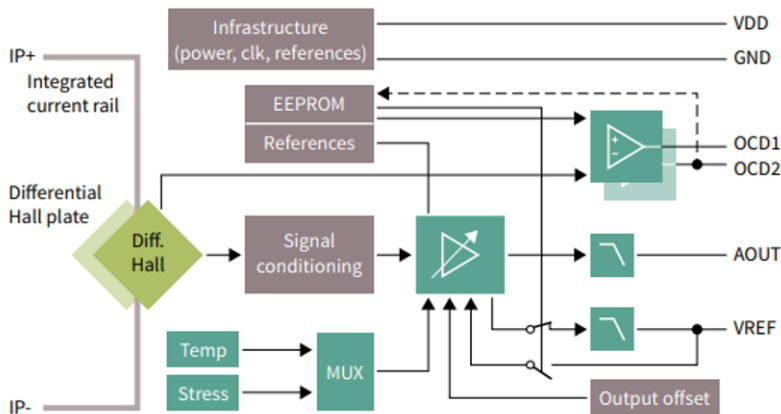 Infrastructure
(power, clk, references)
VDD
GND
IP+
Integrated
current rail
EEPROM
References
OCD1
OCD2
Differential
Hall plate
Diff.
Hall
Signal
conditioning
AOUT
VREF
Temp
Stress
MUX
Output offset
IP-